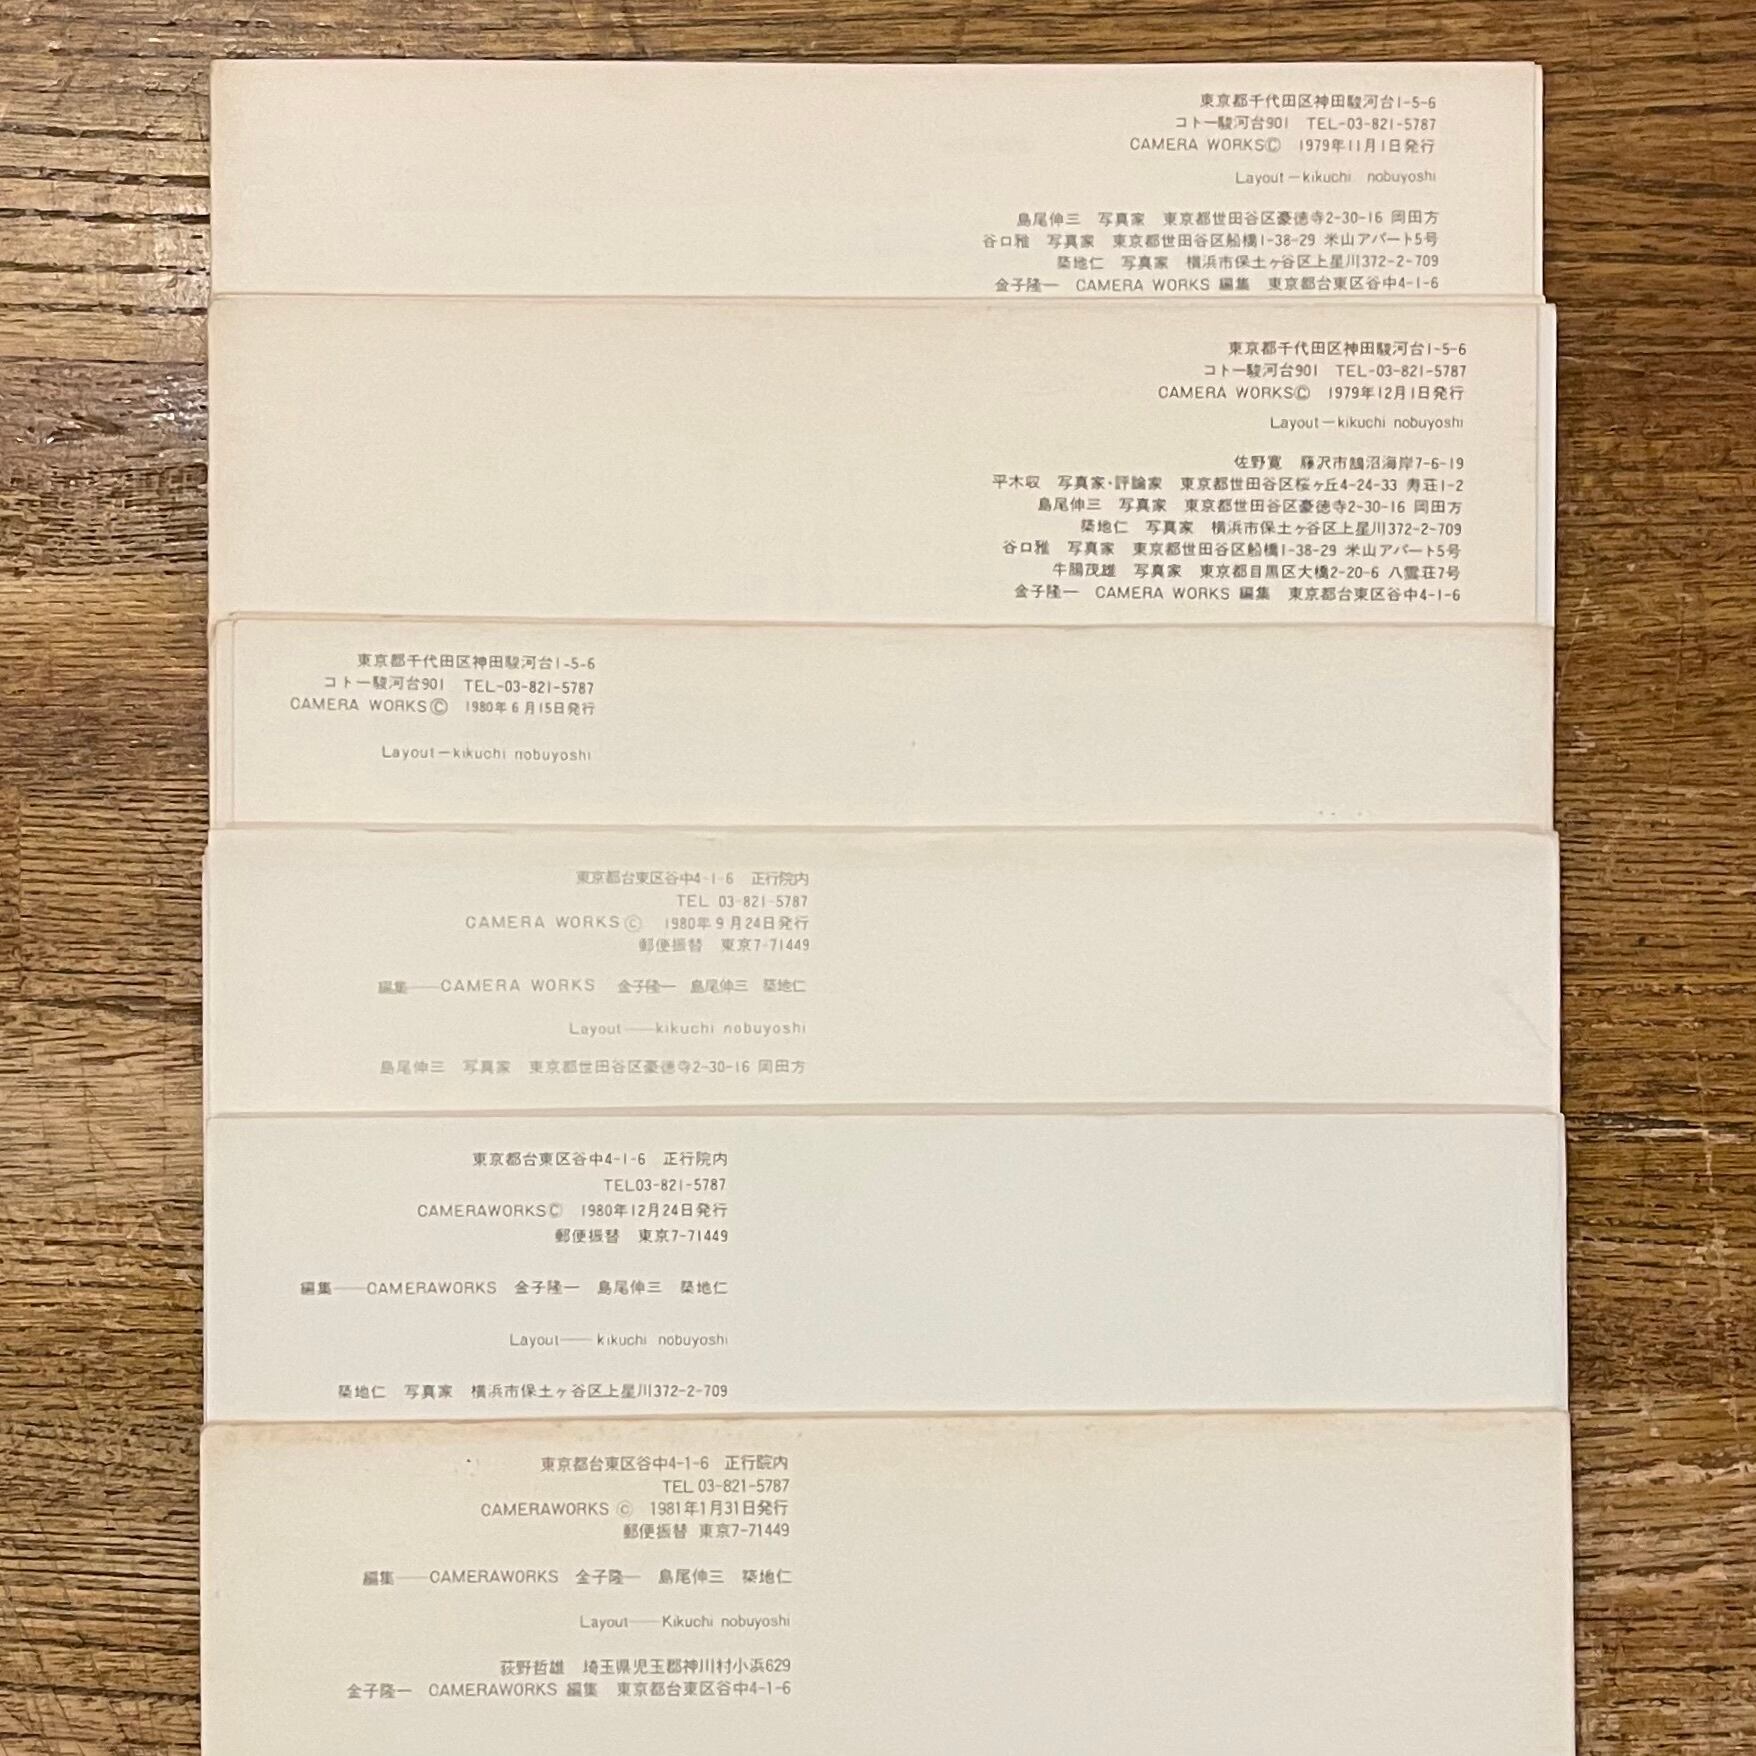 東京都千代田区神田駿河台1-5-6
コトー駿河台901　TEL-03-821-5787
CAMERA WORKSⒸ　1979年11月1日発行
Layout—kikuchi nobuyoshi
島尾伸三　写真家　東京都世田谷区豪徳寺2-30-16 岡田方
谷口雅　写真家　東京都世田谷区船橋1-38-29 米山アパート5号
築地仁　写真家　横浜市保土ヶ谷区上星川372-2-709
金子隆一　CAMERA WORKS 編集　東京都台東区谷中4-1-6
東京都千代田区神田駿河台1-5-6
コトー駿河台901　TEL-03-821-5787
CAMERA WORKSⒸ　1979年12月1日発行
Layout—kikuchi nobuyoshi
佐野寛　藤沢市鵠沼海岸7-6-19
平木収　写真家・評論家　東京都世田谷区桜ヶ丘4-24-33 寿荘1-2
島尾伸三　写真家　東京都世田谷区豪徳寺2-30-16 岡田方
築地仁　写真家　横浜市保土ヶ谷区上星川372-2-709
谷口雅　写真家　東京都世田谷区船橋1-38-29 米山アパート5号
牛腸茂雄　写真家　東京都目黒区大橋2-20-6 八雲荘7号
金子隆一　CAMERA WORKS 編集　東京都台東区谷中4-1-6
東京都千代田区神田駿河台1-5-6
コトー駿河台901　TEL-03-821-5787
CAMERA WORKSⒸ　1980年6月15日発行
Layout—kikuchi nobuyoshi
東京都台東区谷中4-1-6　正行院内
TEL 03-821-5787
CAMERA WORKSⒸ　1980年9月24日発行
郵便振替　東京7-71449
編集——CAMERA WORKS　金子隆一　島尾伸三　築地仁
Layout——kikuchi nobuyoshi
島尾伸三　写真家　東京都世田谷区豪徳寺2-30-16 岡田方
東京都台東区谷中4-1-6　正行院内
TEL03-821-5787
CAMERAWORKSⒸ　1980年12月24日発行
郵便振替　東京7-71449
編集——CAMERAWORKS　金子隆一　島尾伸三　築地仁
Layout——kikuchi nobuyoshi
築地仁　写真家　横浜市保土ヶ谷区上星川372-2-709
東京都台東区谷中4-1-6　正行院内
TEL 03-821-5787
CAMERAWORKS ⓒ　1981年1月31日発行
郵便振替 東京7-71449
編集——CAMERAWORKS　金子隆一　島尾伸三　築地仁
Layout——Kikuchi nobuyoshi
荻野哲雄　埼玉県児玉郡神川村小浜629
金子隆一　CAMERAWORKS 編集　東京都台東区谷中4-1-6